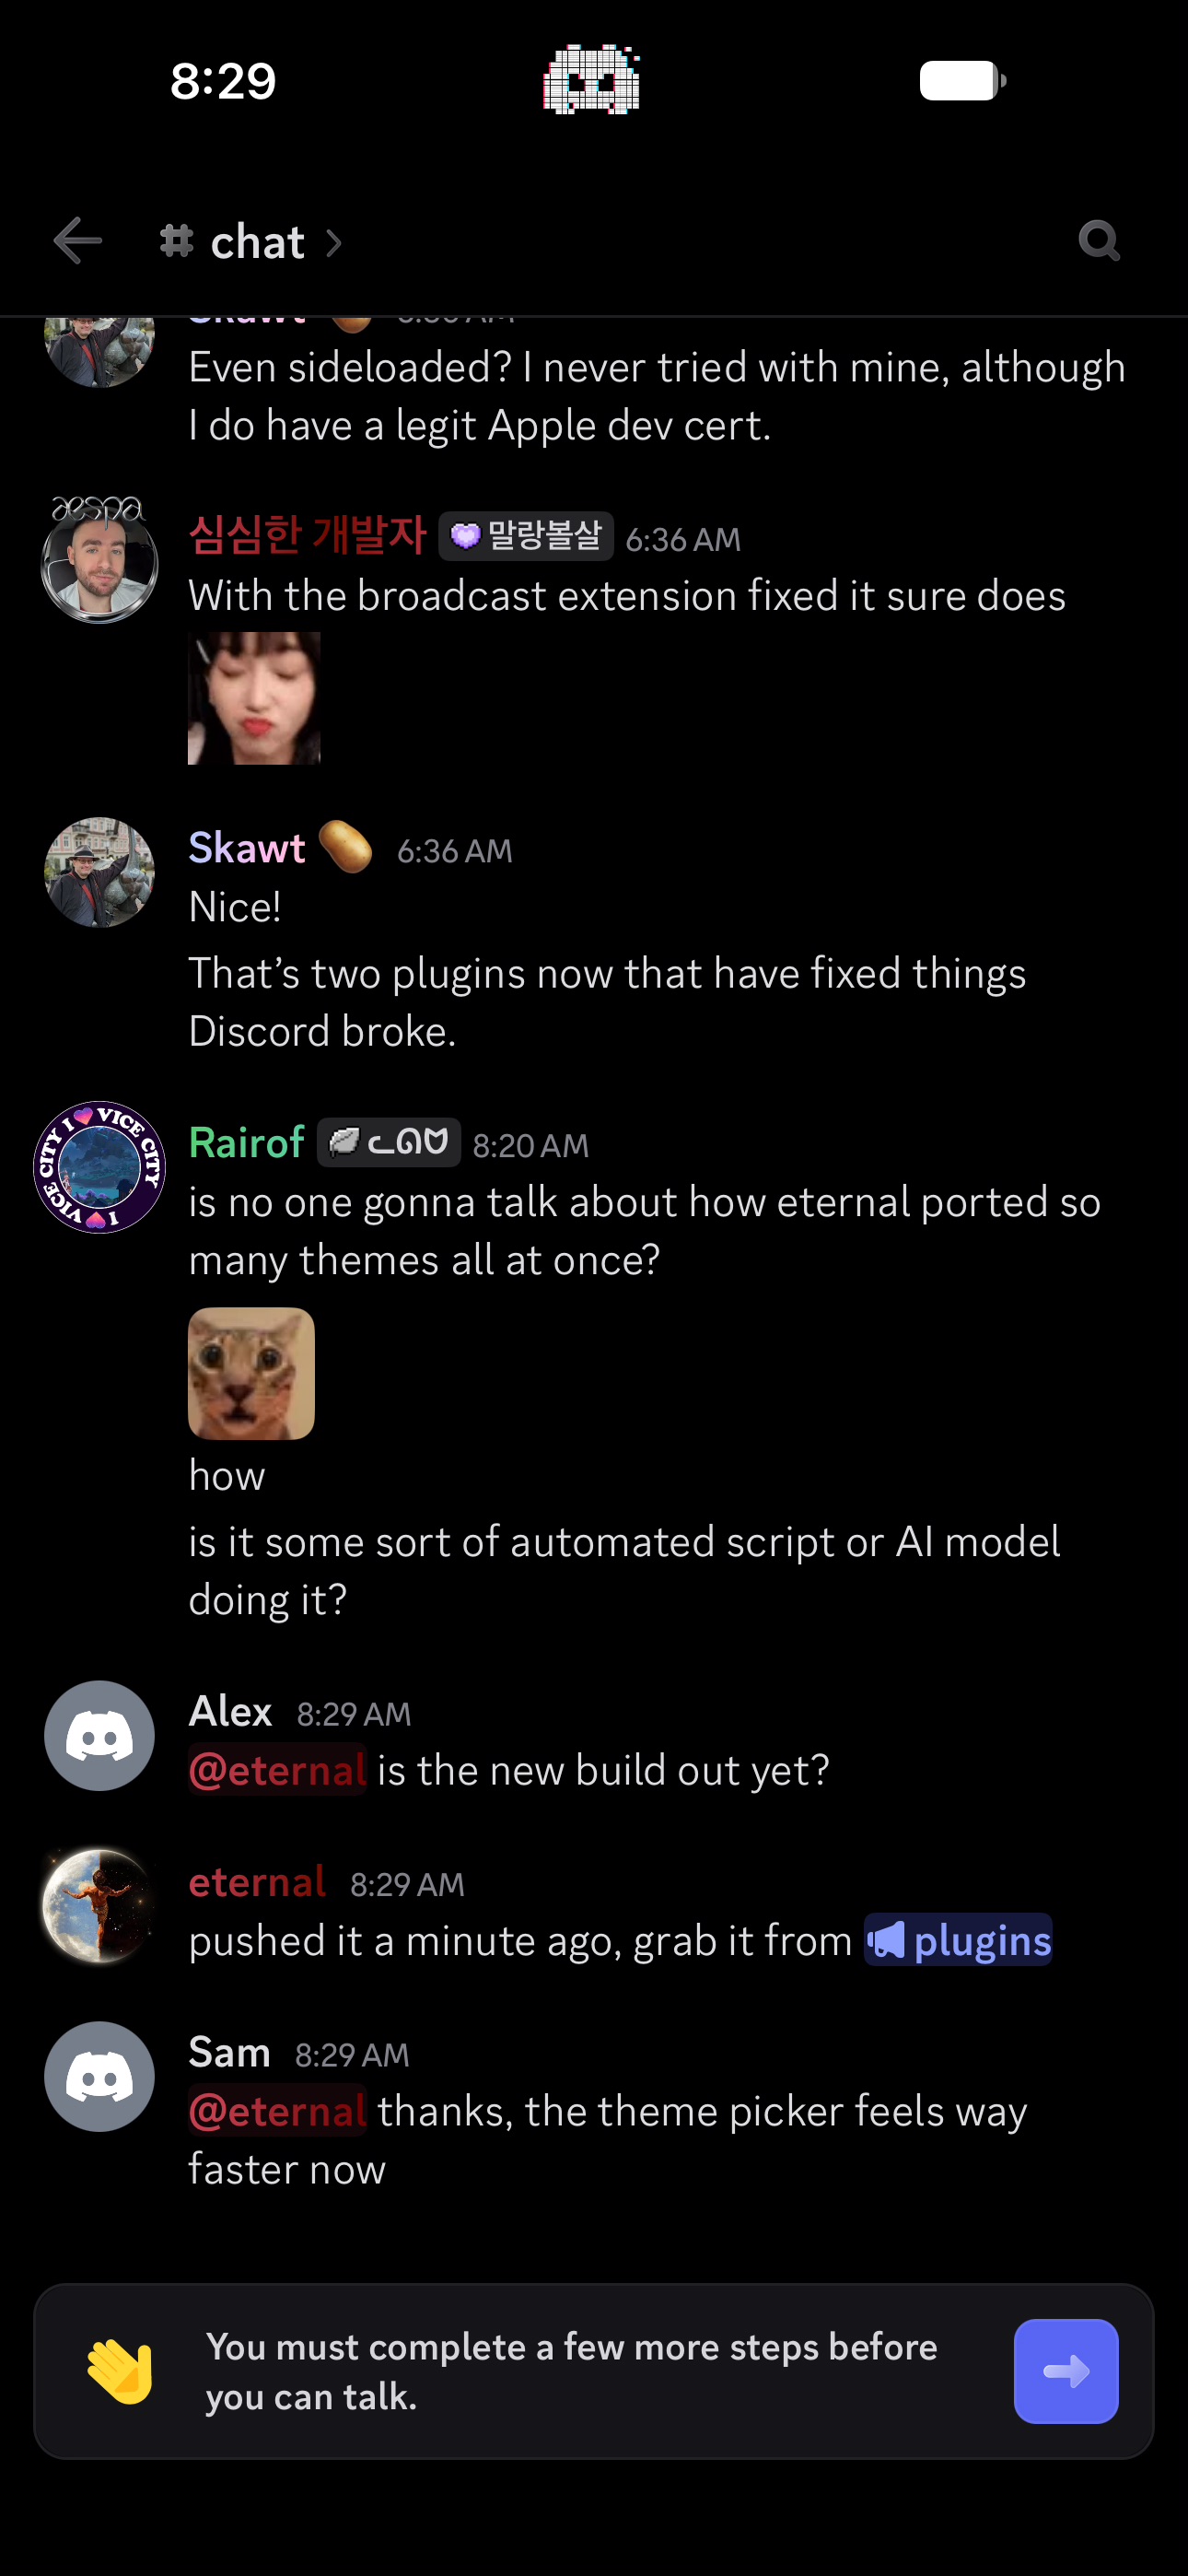 8:29
chat
Even sideloaded? I never tried with mine, although
I do have a legit Apple dev cert.
심심한 개발자 말랑볼살 6:36 AM
With the broadcast extension fixed it sure does
Skawt 6:36 AM
Nice!
That’s two plugins now that have fixed things
Discord broke.
Rairof 8:20 AM
is no one gonna talk about how eternal ported so
many themes all at once?
how
is it some sort of automated script or AI model
doing it?
Alex 8:29 AM
@eternal is the new build out yet?
eternal 8:29 AM
pushed it a minute ago, grab it from plugins
Sam 8:29 AM
@eternal thanks, the theme picker feels way
faster now
You must complete a few more steps before
you can talk.